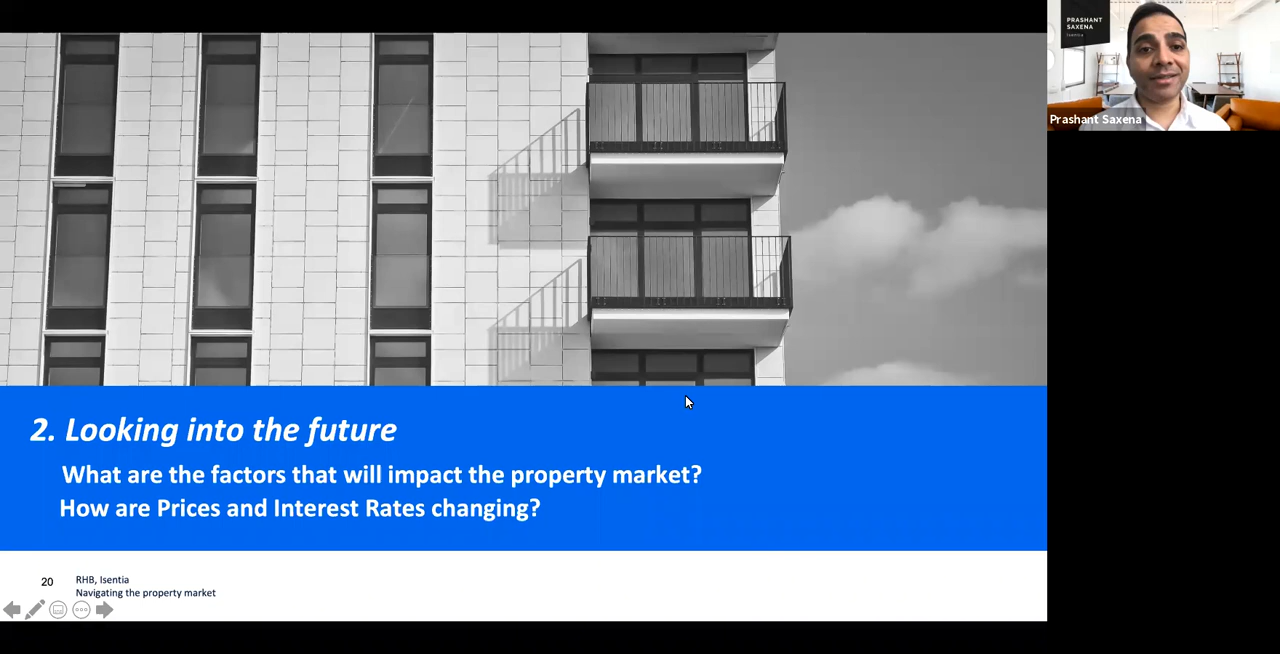 2. Looking into the future
What are the factors that will impact the property market?
How are Prices and Interest Rates changing?
20
RHB, Isentia
Navigating the property market
PRASHANT
SAXENA
Isentia
Prashant Saxena